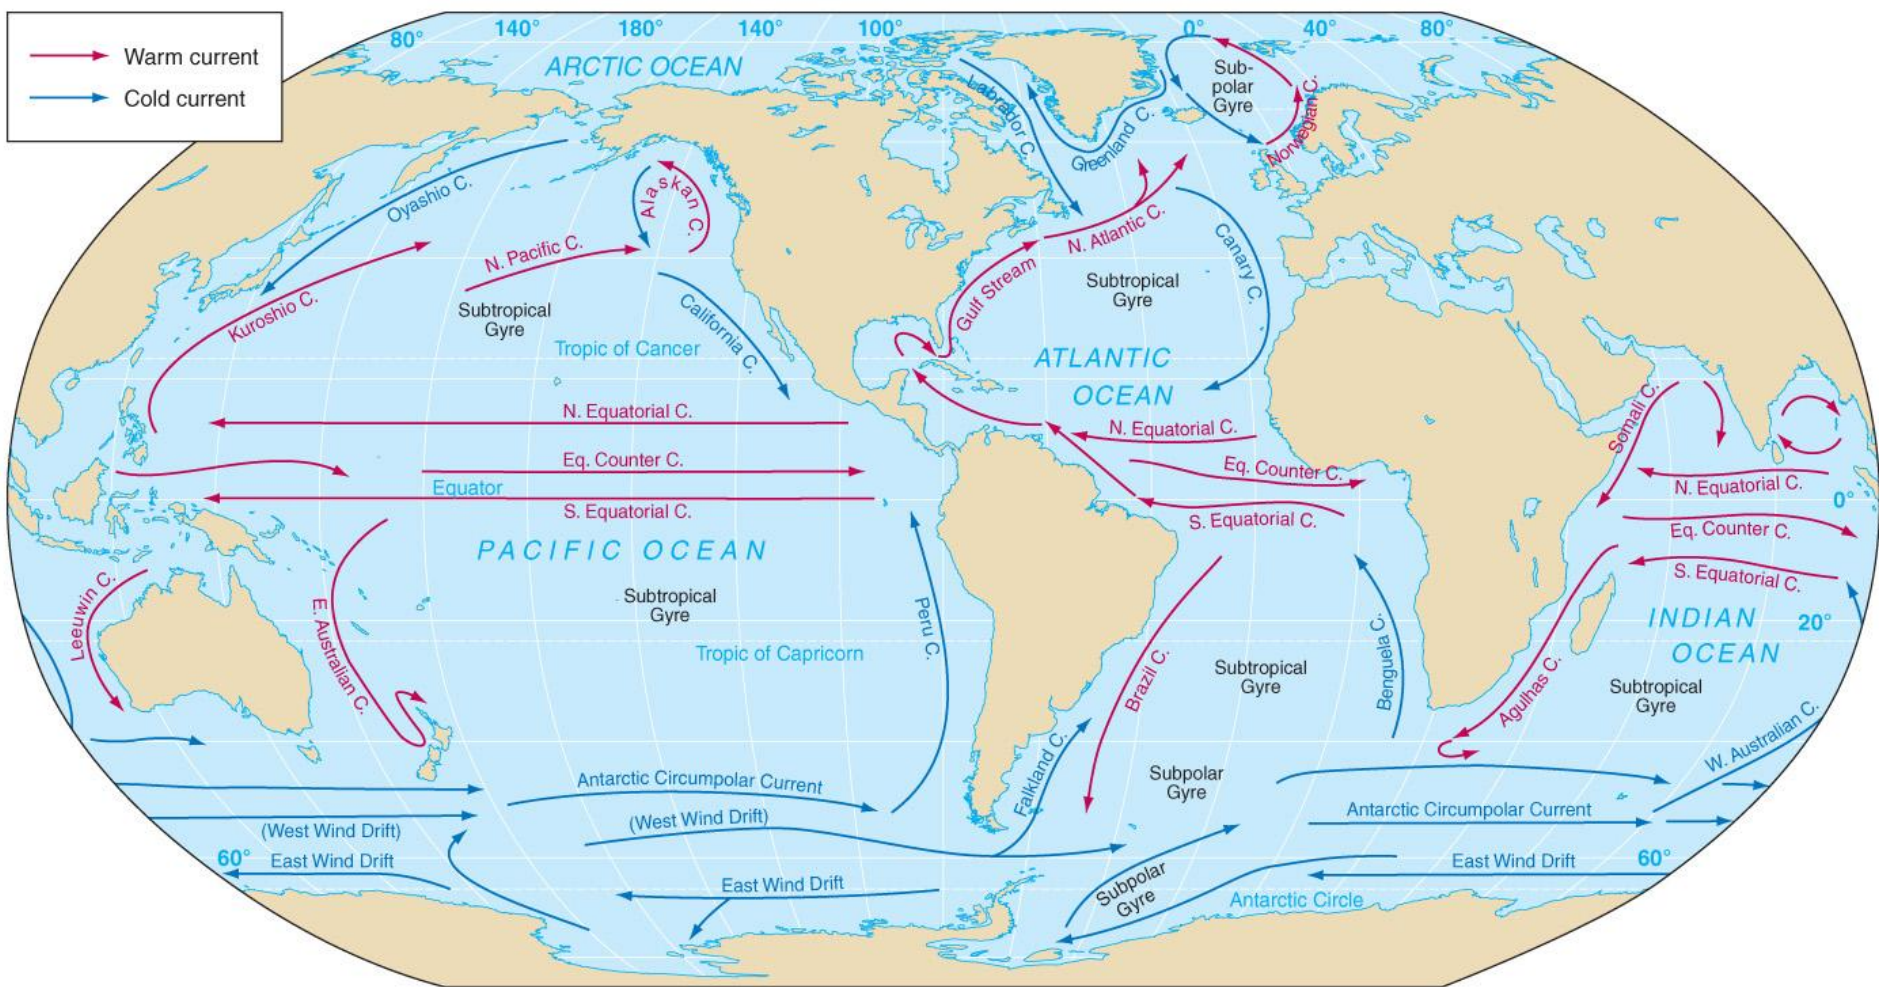 Warm current
Cold current
80°
140°
180°
140°
100°
0°
40°
80°
ARCTIC OCEAN
Sub-
polar
Gyre
Labrador C.
Greenland C.
Norwegian C.
Oyashio C.
Alaskan C.
N. Pacific C.
N. Atlantic C.
Canary C.
Gulf Stream
Kuroshio C.
Subtropical
Gyre
California C.
Subtropical
Gyre
Tropic of Cancer
ATLANTIC
OCEAN
Somali C.
N. Equatorial C.
N. Equatorial C.
Eq. Counter C.
Eq. Counter C.
Equator
N. Equatorial C.
0°
S. Equatorial C.
S. Equatorial C.
Eq. Counter C.
PACIFIC OCEAN
S. Equatorial C.
Leeuwin C.
E. Australian C.
Subtropical
Gyre
Peru C.
INDIAN
OCEAN
20°
Tropic of Capricorn
Brazil C.
Subtropical
Gyre
Benguela C.
Agulhas C.
Subtropical
Gyre
W. Australian C.
Falkland C.
Subpolar
Gyre
Antarctic Circumpolar Current
(West Wind Drift)
(West Wind Drift)
Antarctic Circumpolar Current
60°
East Wind Drift
East Wind Drift
East Wind Drift
60°
Subpolar
Gyre
Antarctic Circle